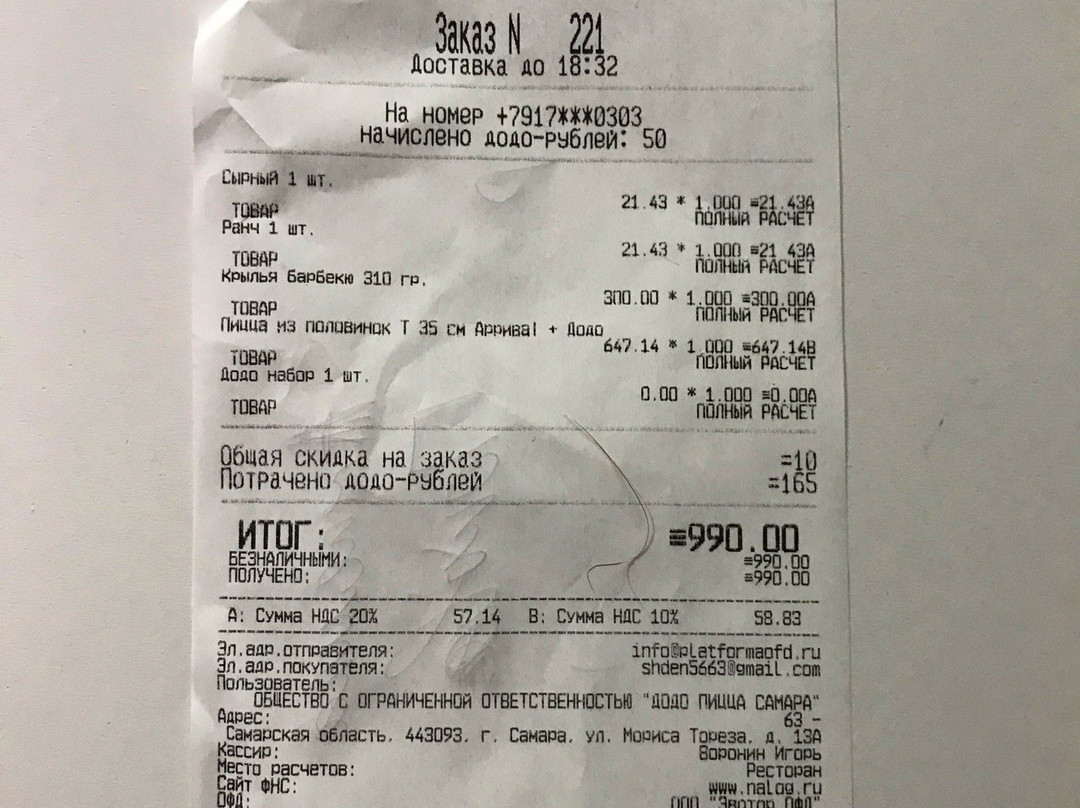 Заказ N 221
Доставка до 18:32
На номер +7917***0303
начислено додо-рублей: 50
Сырный 1 шт.
21.43 * 1.000 =21.43А
ТОВАР ПОЛНЫЙ РАСЧЕТ
Ранч 1 шт.
21.43 * 1.000 =21.43А
ТОВАР ПОЛНЫЙ РАСЧЕТ
Крылья барбекю 310 гр.
300.00 * 1.000 =300.00А
ТОВАР ПОЛНЫЙ РАСЧЕТ
Пицца из половинок Т 35 см Аррива! + Додо
647.14 * 1.000 =647.14В
ТОВАР ПОЛНЫЙ РАСЧЕТ
Додо набор 1 шт.
0.00 * 1.000 =0.00А
ТОВАР ПОЛНЫЙ РАСЧЕТ
Общая скидка на заказ =10
Потрачено додо-рублей =165
ИТОГ: =990.00
БЕЗНАЛИЧНЫМИ: =990.00
ПОЛУЧЕНО: =990.00
А: Сумма НДС 20% 57.14 В: Сумма НДС 10% 58.83
Эл.адр.отправителя: info@platformaofd.ru
Эл.адр.покупателя: shden5663@gmail.com
Пользователь:
ОБЩЕСТВО С ОГРАНИЧЕННОЙ ОТВЕТСТВЕННОСТЬЮ "ДОДО ПИЦЦА САМАРА"
Адрес: 63 -
Самарская область, 443093, г. Самара, ул. Мориса Тореза, д. 13А
Кассир: Воронин Игорь
Место расчетов: Ресторан
Сайт ФНС: www.nalog.ru
ОФД: ООО "Эвотор ОФД"